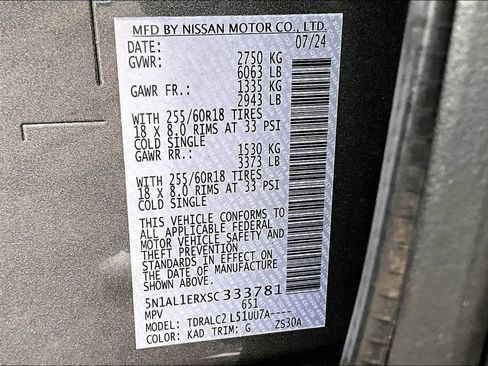 MFD BY NISSAN MOTOR CO., LTD.
DATE: 07/24
GVWR: 2750 KG
6063 LB
GAWR FR.: 1335 KG
2943 LB
WITH 255/60R18 TIRES
18 X 8.0 RIMS AT 33 PSI
COLD SINGLE
GAWR RR.: 1530 KG
3373 LB
WITH 255/60R18 TIRES
18 X 8.0 RIMS AT 33 PSI
COLD SINGLE
THIS VEHICLE CONFORMS TO
ALL APPLICABLE FEDERAL
MOTOR VEHICLE SAFETY AND
THEFT PREVENTION
STANDARDS IN EFFECT ON
THE DATE OF MANUFACTURE
SHOWN ABOVE.
5N1AL1ERXSC333781
MPV 651
MODEL: TDRALC2 L51UU7A----
COLOR: KAD TRIM: G ZS30A